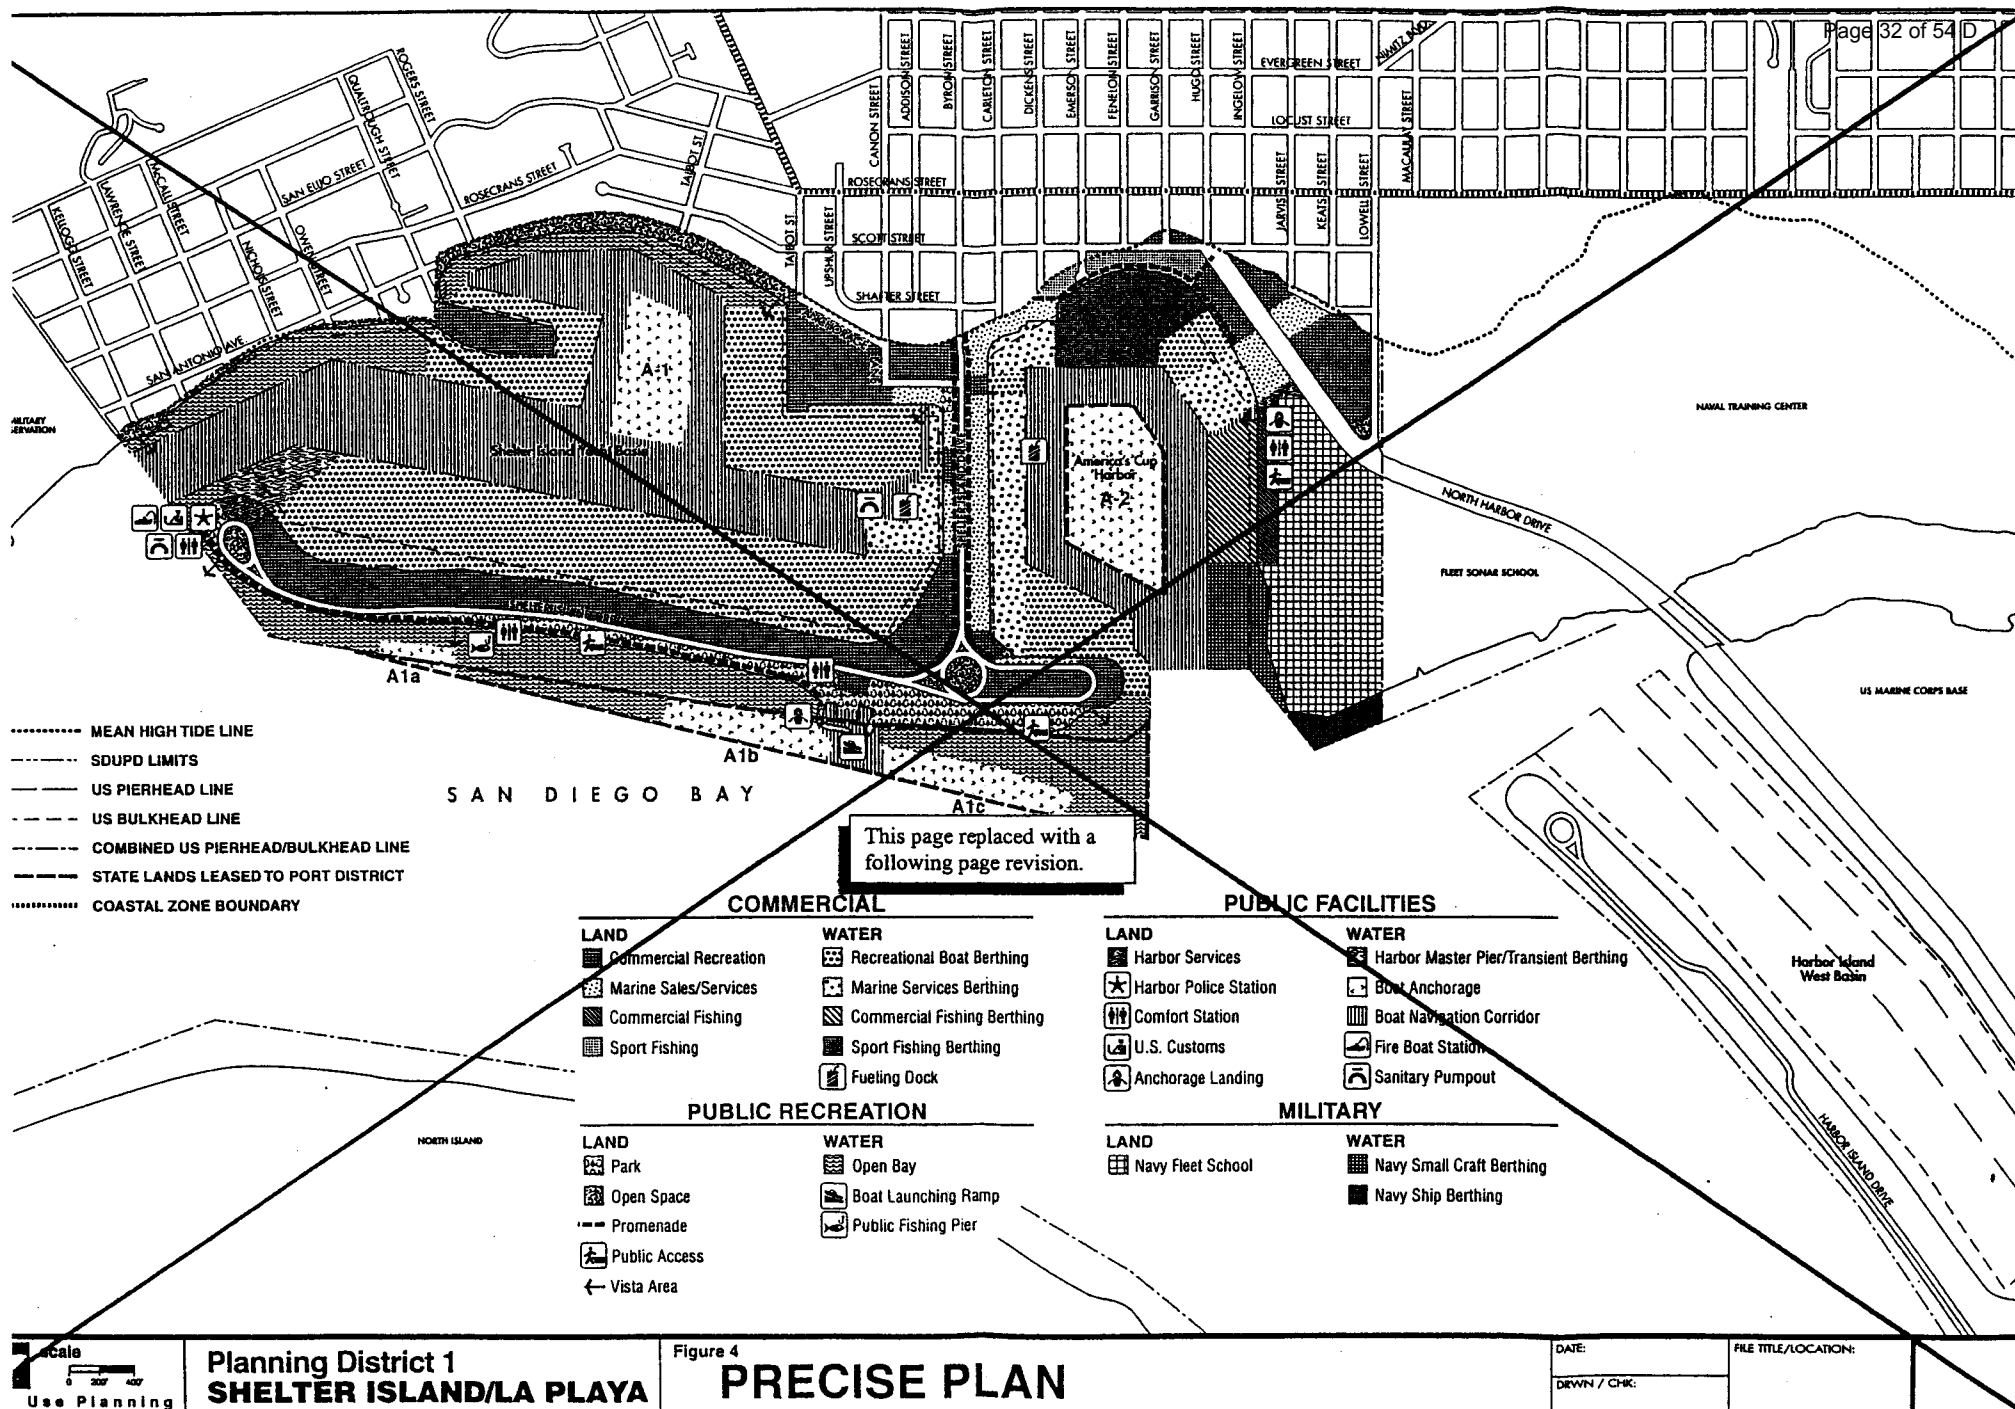 Page 32 of 54 D
ROGERS STREET
QUALTROUGH STREET
SAN ELIJO STREET
ROSECRANS STREET
McCALL STREET
LAWRENCE STREET
KELLOGG STREET
NICHOLS STREET
OWEN STREET
SAN ANTONIO AVE
TALBOT ST.
TALBOT ST.
UPSHUR STREET
CANON STREET
ADDISON STREET
BYRON STREET
CARLETON STREET
DICKENS STREET
EMERSON STREET
FENELON STREET
GARRISON STREET
HUGO STREET
INGELOW STREET
JARVIS STREET
KEATS STREET
LOWELL STREET
MACAULAY STREET
NIMITZ BLVD
EVERGREEN STREET
LOCUST STREET
ROSECRANS STREET
SCOTT STREET
SHAFTER STREET
A-1
Shelter Island Yacht Basin
America's Cup
Harbor
A-2
SHELTER ISLAND DRIVE
NORTH HARBOR DRIVE
NAVAL TRAINING CENTER
FLEET SONAR SCHOOL
US MARINE CORPS BASE
A1a
A1b
A1c
SAN DIEGO BAY
MEAN HIGH TIDE LINE
SDUPD LIMITS
US PIERHEAD LINE
US BULKHEAD LINE
COMBINED US PIERHEAD/BULKHEAD LINE
STATE LANDS LEASED TO PORT DISTRICT
COASTAL ZONE BOUNDARY
This page replaced with a
following page revision.
COMMERCIAL
LAND
Commercial Recreation
Marine Sales/Services
Commercial Fishing
Sport Fishing
WATER
Recreational Boat Berthing
Marine Services Berthing
Commercial Fishing Berthing
Sport Fishing Berthing
Fueling Dock
PUBLIC FACILITIES
LAND
Harbor Services
Harbor Police Station
Comfort Station
U.S. Customs
Anchorage Landing
WATER
Harbor Master Pier/Transient Berthing
Boat Anchorage
Boat Navigation Corridor
Fire Boat Station
Sanitary Pumpout
PUBLIC RECREATION
LAND
Park
Open Space
Promenade
Public Access
Vista Area
WATER
Open Bay
Boat Launching Ramp
Public Fishing Pier
MILITARY
LAND
Navy Fleet School
WATER
Navy Small Craft Berthing
Navy Ship Berthing
NORTH ISLAND
Harbor Island
West Basin
HARBOR ISLAND DRIVE
scale
0 200' 400'
Use Planning
Planning District 1
SHELTER ISLAND/LA PLAYA
Figure 4
PRECISE PLAN
DATE:
DRWN / CHK:
FILE TITLE/LOCATION: